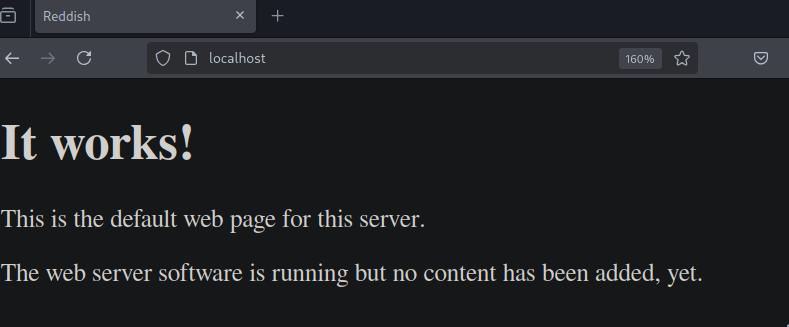 Reddish
localhost
160%
It works!
This is the default web page for this server.
The web server software is running but no content has been added, yet.